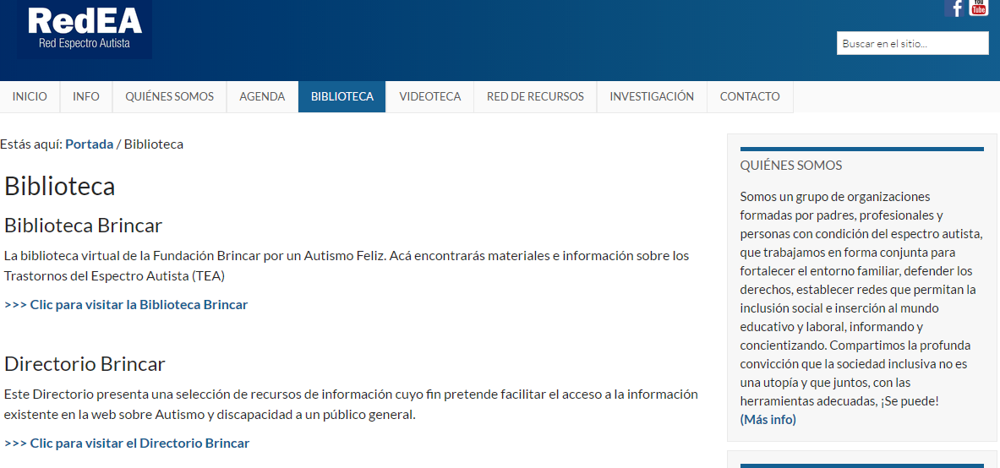 RedEA
Red Espectro Autista
f
You
Tube
Buscar en el sitio...
INICIO
INFO
QUIÉNES SOMOS
AGENDA
BIBLIOTECA
VIDEOTECA
RED DE RECURSOS
INVESTIGACIÓN
CONTACTO
Estás aquí: Portada / Biblioteca
Biblioteca
Biblioteca Brincar
La biblioteca virtual de la Fundación Brincar por un Autismo Feliz. Acá encontrarás materiales e información sobre los
Trastornos del Espectro Autista (TEA)
>>> Clic para visitar la Biblioteca Brincar
Directorio Brincar
Este Directorio presenta una selección de recursos de información cuyo fin pretende facilitar el acceso a la información
existente en la web sobre Autismo y discapacidad a un público general.
>>> Clic para visitar el Directorio Brincar
QUIÉNES SOMOS
Somos un grupo de organizaciones
formadas por padres, profesionales y
personas con condición del espectro autista,
que trabajamos en forma conjunta para
fortalecer el entorno familiar, defender los
derechos, establecer redes que permitan la
inclusión social e inserción al mundo
educativo y laboral, informando y
concientizando. Compartimos la profunda
convicción que la sociedad inclusiva no es
una utopía y que juntos, con las
herramientas adecuadas, ¡Se puede!
(Más info)